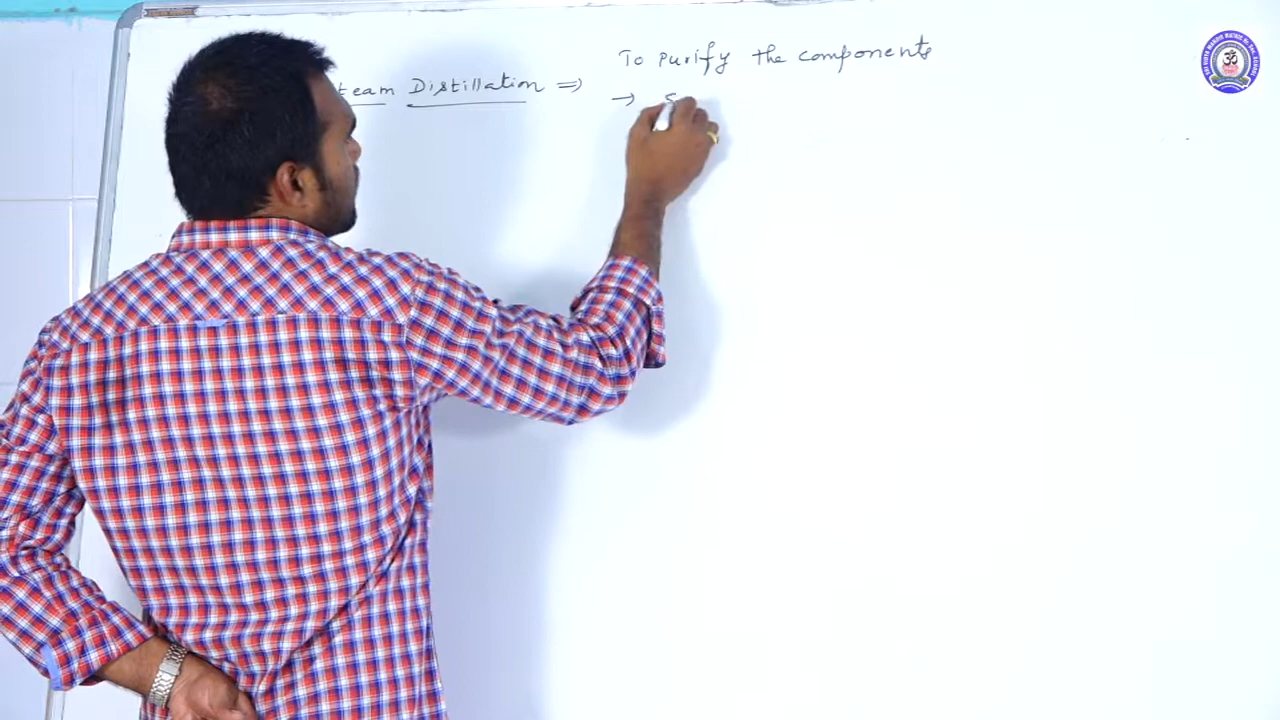 To purify the components
team Distillation ⇒ → S